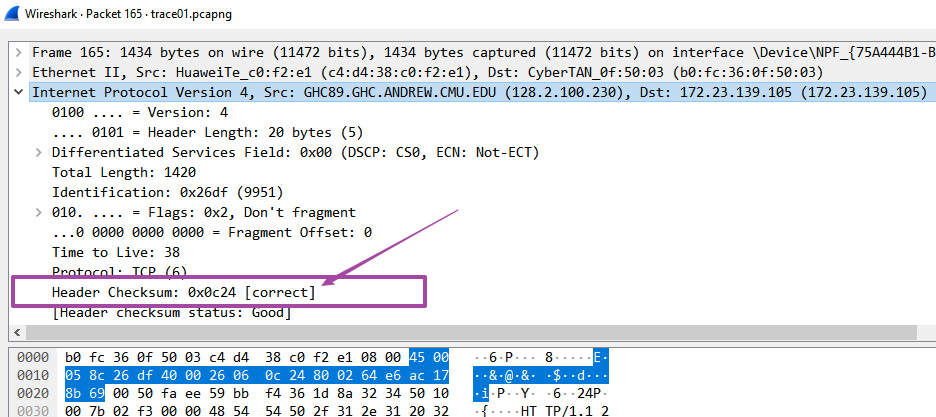 Wireshark · Packet 165 · trace01.pcapng
Frame 165: 1434 bytes on wire (11472 bits), 1434 bytes captured (11472 bits) on interface \Device\NPF_{75A444B1-B
Ethernet II, Src: HuaweiTe_c0:f2:e1 (c4:d4:38:c0:f2:e1), Dst: CyberTAN_0f:50:03 (b0:fc:36:0f:50:03)
Internet Protocol Version 4, Src: GHC89.GHC.ANDREW.CMU.EDU (128.2.100.230), Dst: 172.23.139.105 (172.23.139.105)
0100 .... = Version: 4
.... 0101 = Header Length: 20 bytes (5)
Differentiated Services Field: 0x00 (DSCP: CS0, ECN: Not-ECT)
Total Length: 1420
Identification: 0x26df (9951)
010. .... = Flags: 0x2, Don't fragment
...0 0000 0000 0000 = Fragment Offset: 0
Time to Live: 38
Protocol: TCP (6)
Header Checksum: 0x0c24 [correct]
[Header checksum status: Good]
0000 b0 fc 36 0f 50 03 c4 d4 38 c0 f2 e1 08 00 45 00 ··6·P··· 8·····E·
0010 05 8c 26 df 40 00 26 06 0c 24 80 02 64 e6 ac 17 ··&·@·&· ·$··d···
0020 8b 69 00 50 fa ee 59 bb f4 36 1d 8a 32 34 50 10 ·i·P··Y· ·6··24P·
0030 00 7b 02 f3 00 00 48 54 54 50 2f 31 2e 31 20 32 ·{····HT TP/1.1 2